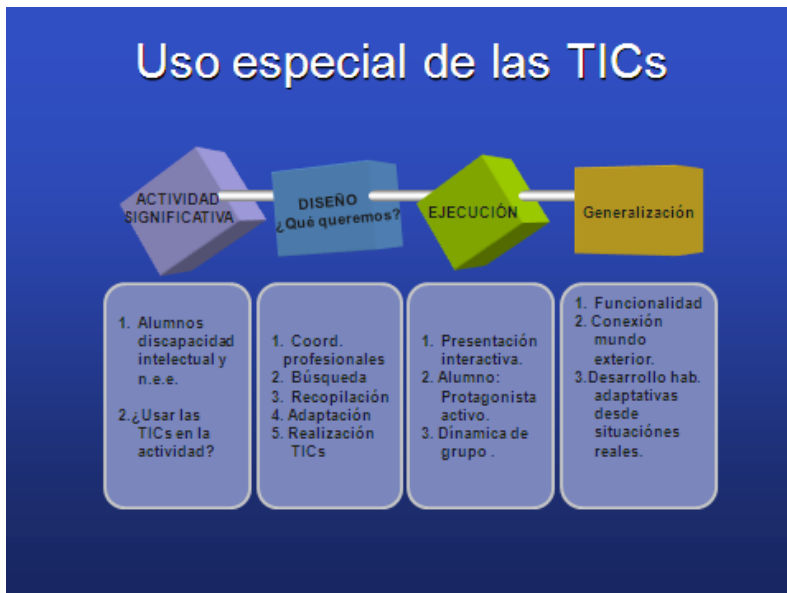 Uso especial de las TICs
ACTIVIDAD
SIGNIFICATIVA
DISEÑO
¿Qué queremos?
EJECUCIÓN
Generalización
1. Alumnos
discapacidad
intelectual y
n.e.e.
2.¿Usar las
TICs en la
actividad?
1. Coord.
profesionales
2. Búsqueda
3. Recopilación
4. Adaptación
5. Realización
TICs
1. Presentación
interactiva.
2. Alumno:
Protagonista
activo.
3. Dinamica de
grupo .
1. Funcionalidad
2. Conexión
mundo
exterior.
3.Desarrollo hab.
adaptativas
desde
situaciónes
reales.